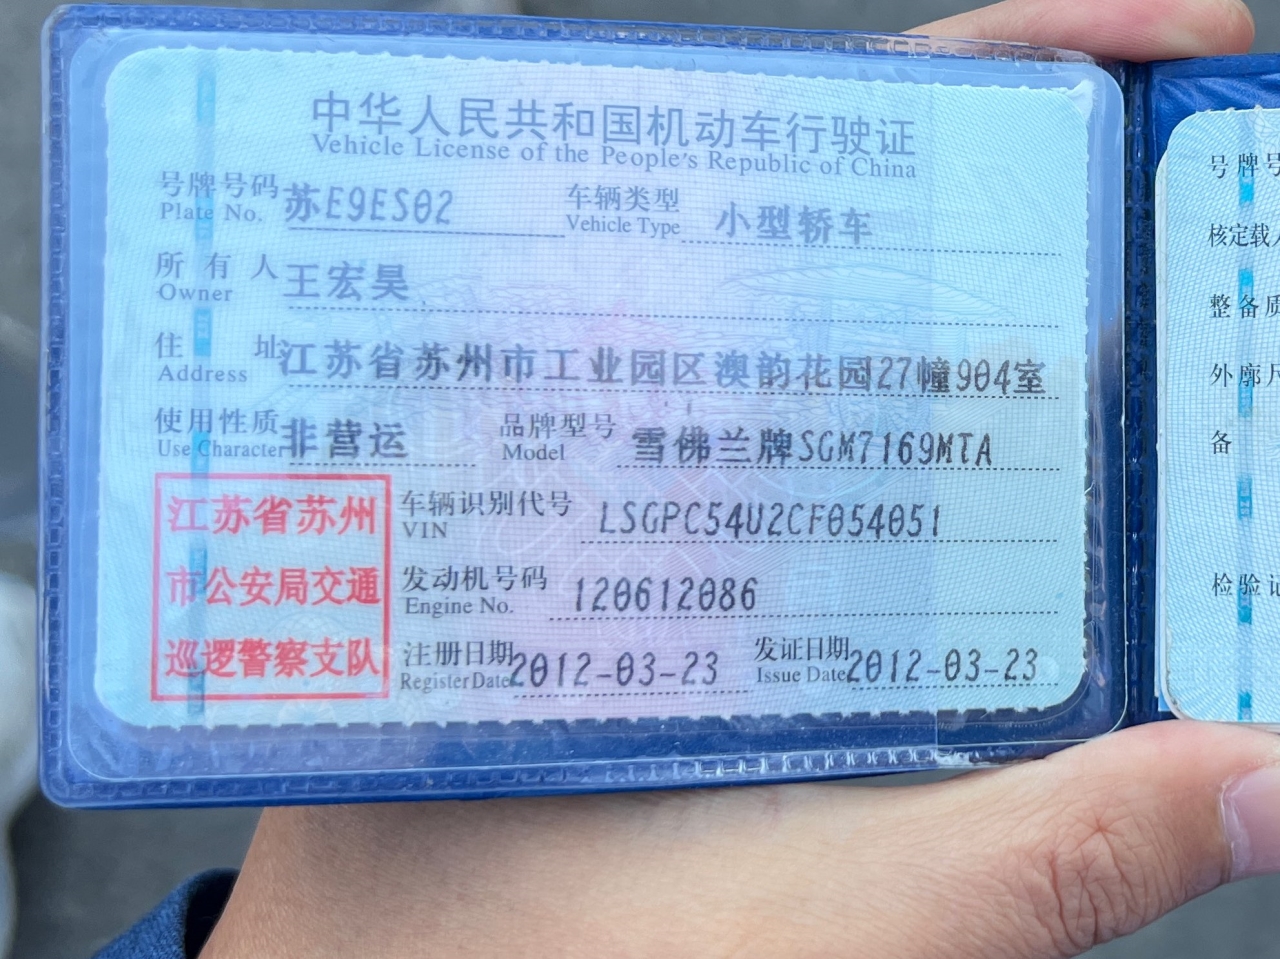 中华人民共和国机动车行驶证
Vehicle License of the People's Republic of China
号牌号码 苏E9ES02 车辆类型 小型轿车
Plate No. Vehicle Type
所有人 王宏昊
Owner
住址 江苏省苏州市工业园区澳韵花园27幢904室
Address
使用性质 非营运 品牌型号 雪佛兰牌SGM7169MTA
Use Character Model
江苏省苏州
市公安局交通
巡逻警察支队
车辆识别代号 LSGPC54U2CF054051
VIN
发动机号码 120612086
Engine No.
注册日期 2012-03-23 发证日期 2012-03-23
Register Date Issue Date
号牌号
核定载人
整备质
外廓尺
备
检验记